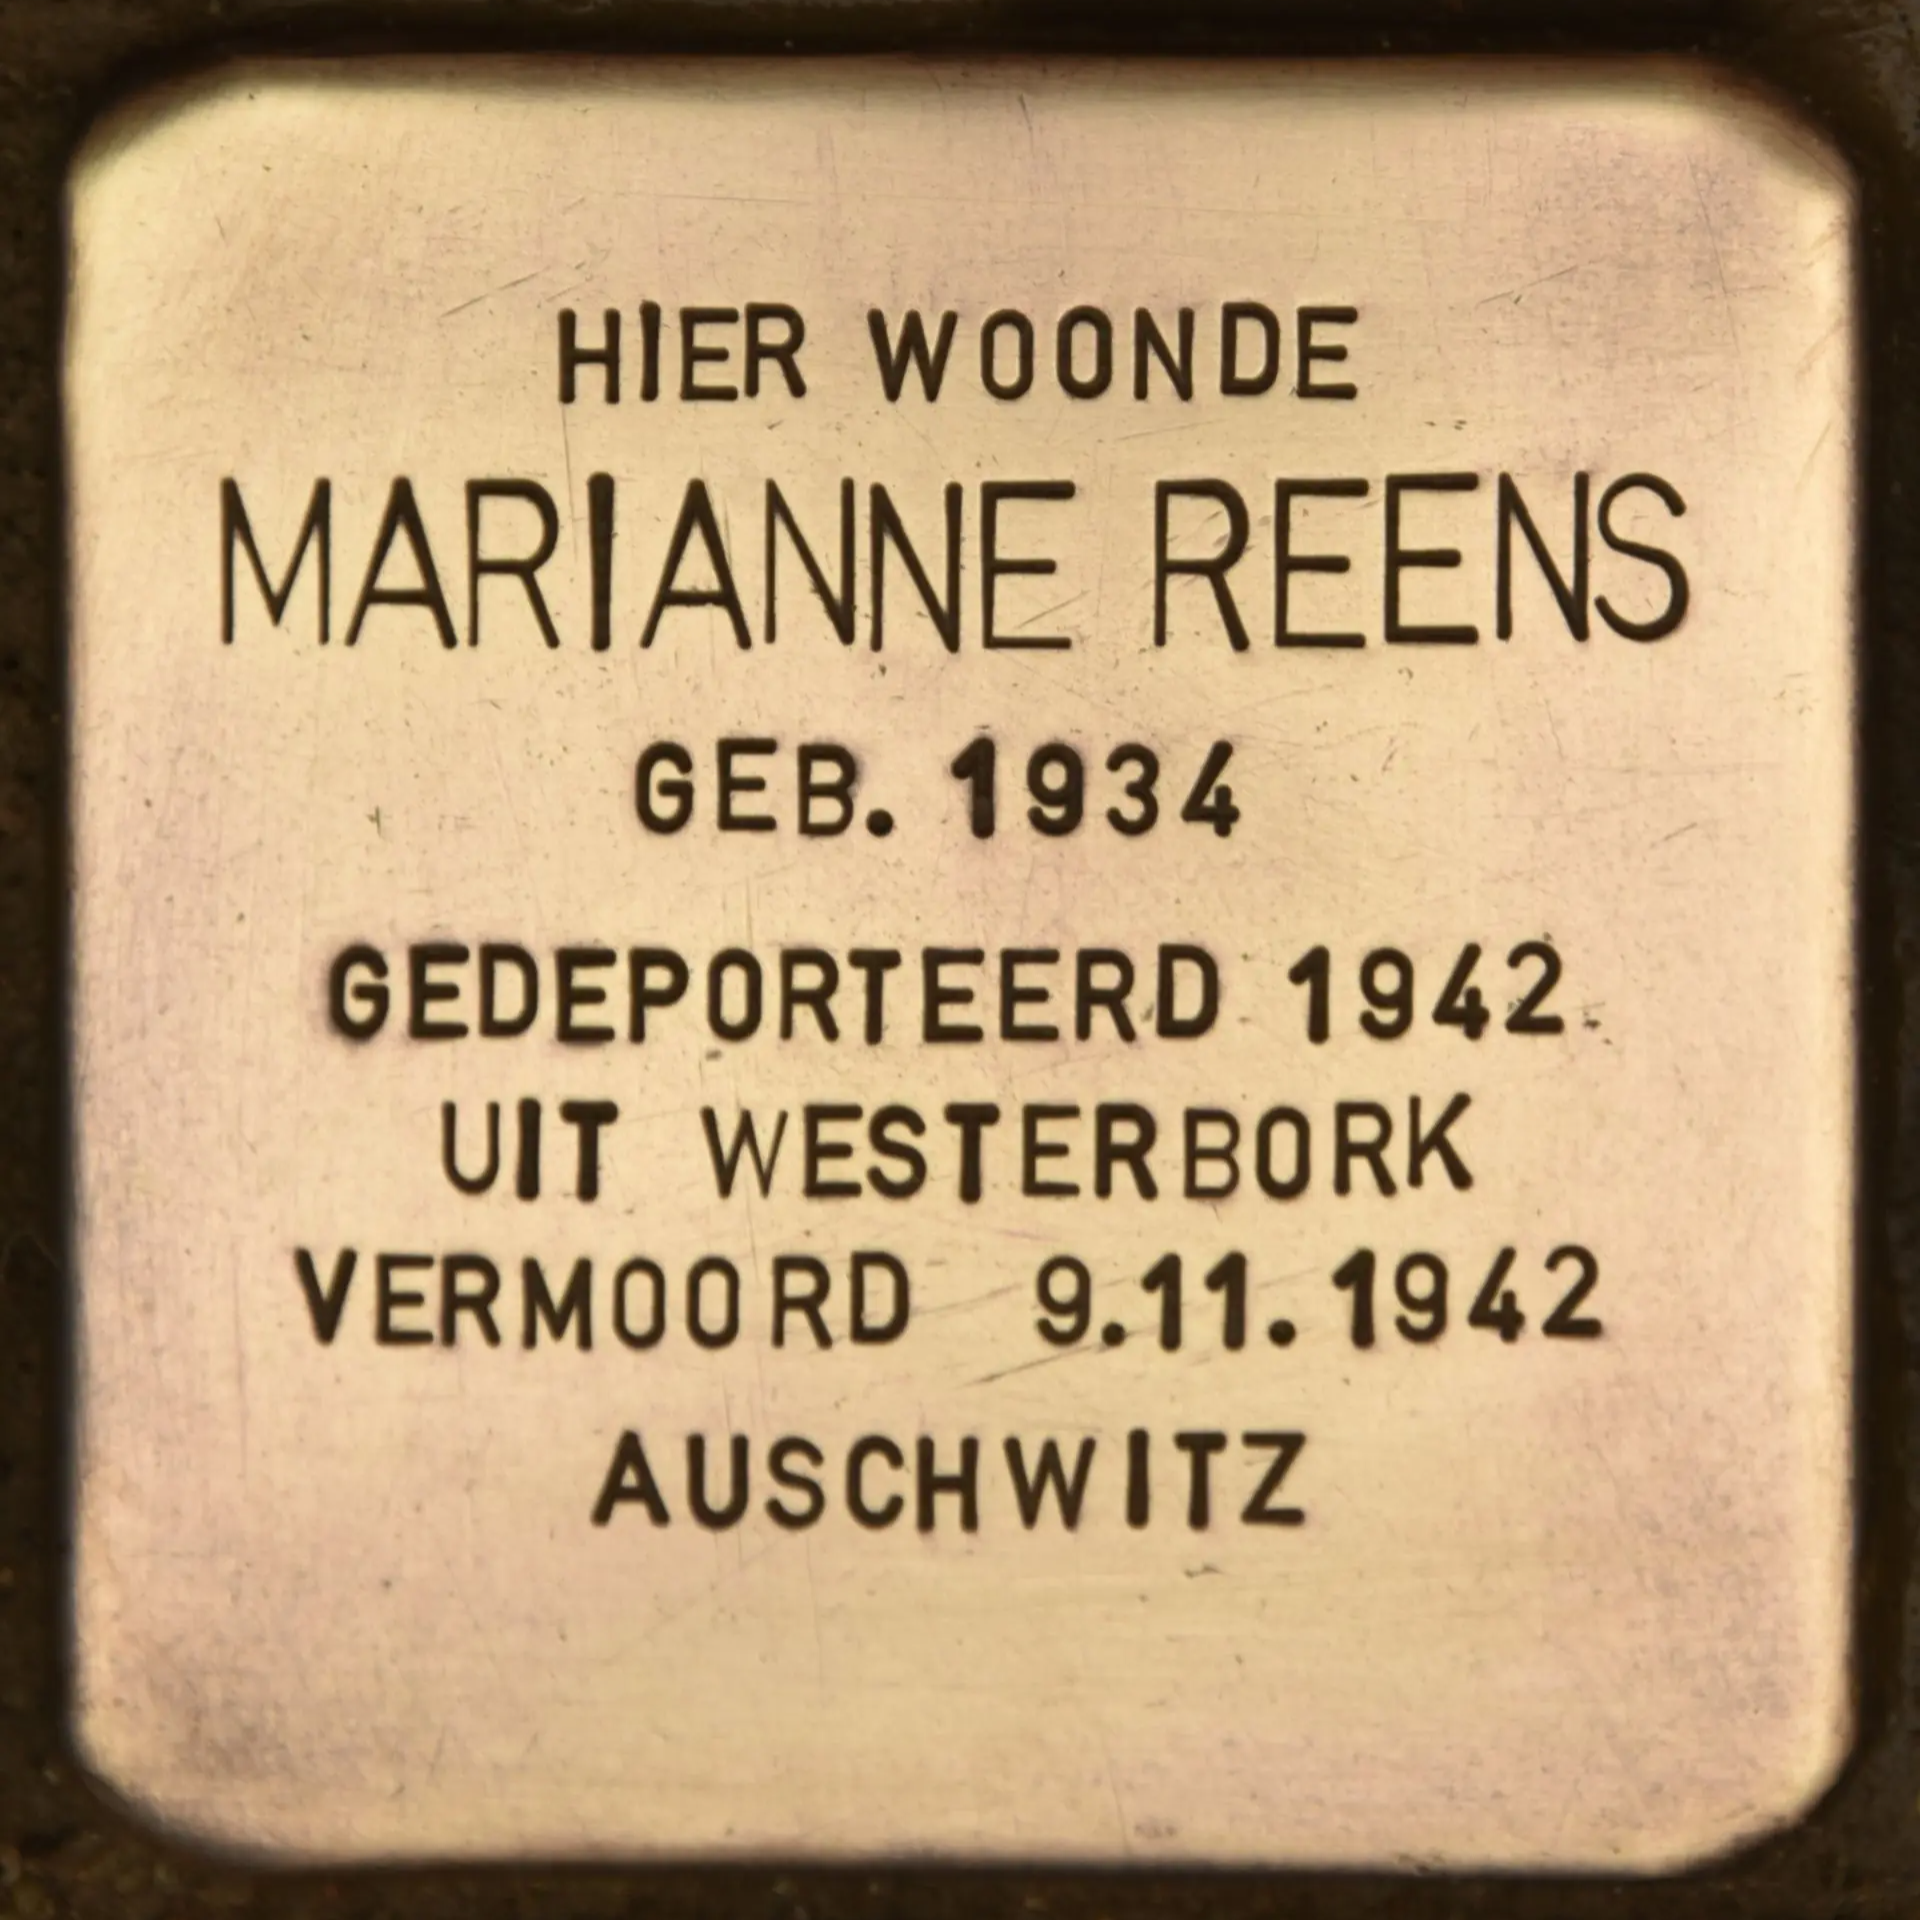 HIER WOONDE
MARIANNE REENS
GEB. 1934
GEDEPORTEERD 1942
UIT WESTERBORK
VERMOORD 9.11.1942
AUSCHWITZ